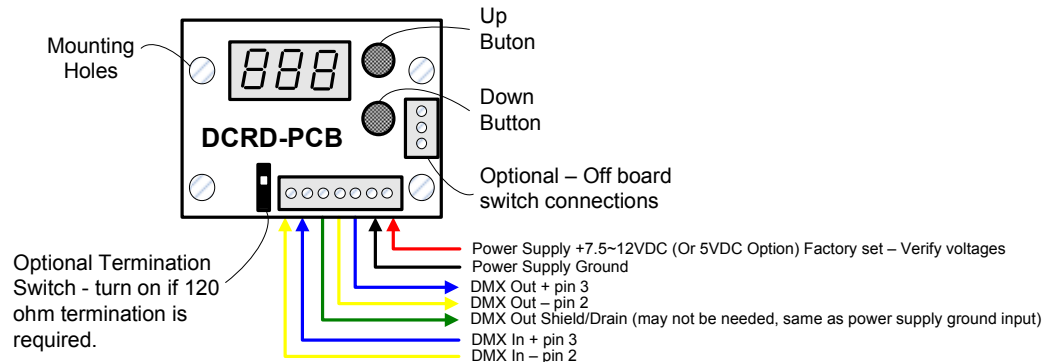 Up
Buton
Mounting
Holes
888
Down
Button
DCRD-PCB
Optional – Off board
switch connections
Power Supply +7.5~12VDC (Or 5VDC Option) Factory set – Verify voltages
Power Supply Ground
DMX Out + pin 3
DMX Out – pin 2
DMX Out Shield/Drain (may not be needed, same as power supply ground input)
DMX In + pin 3
DMX In – pin 2
Optional Termination
Switch - turn on if 120
ohm termination is
required.